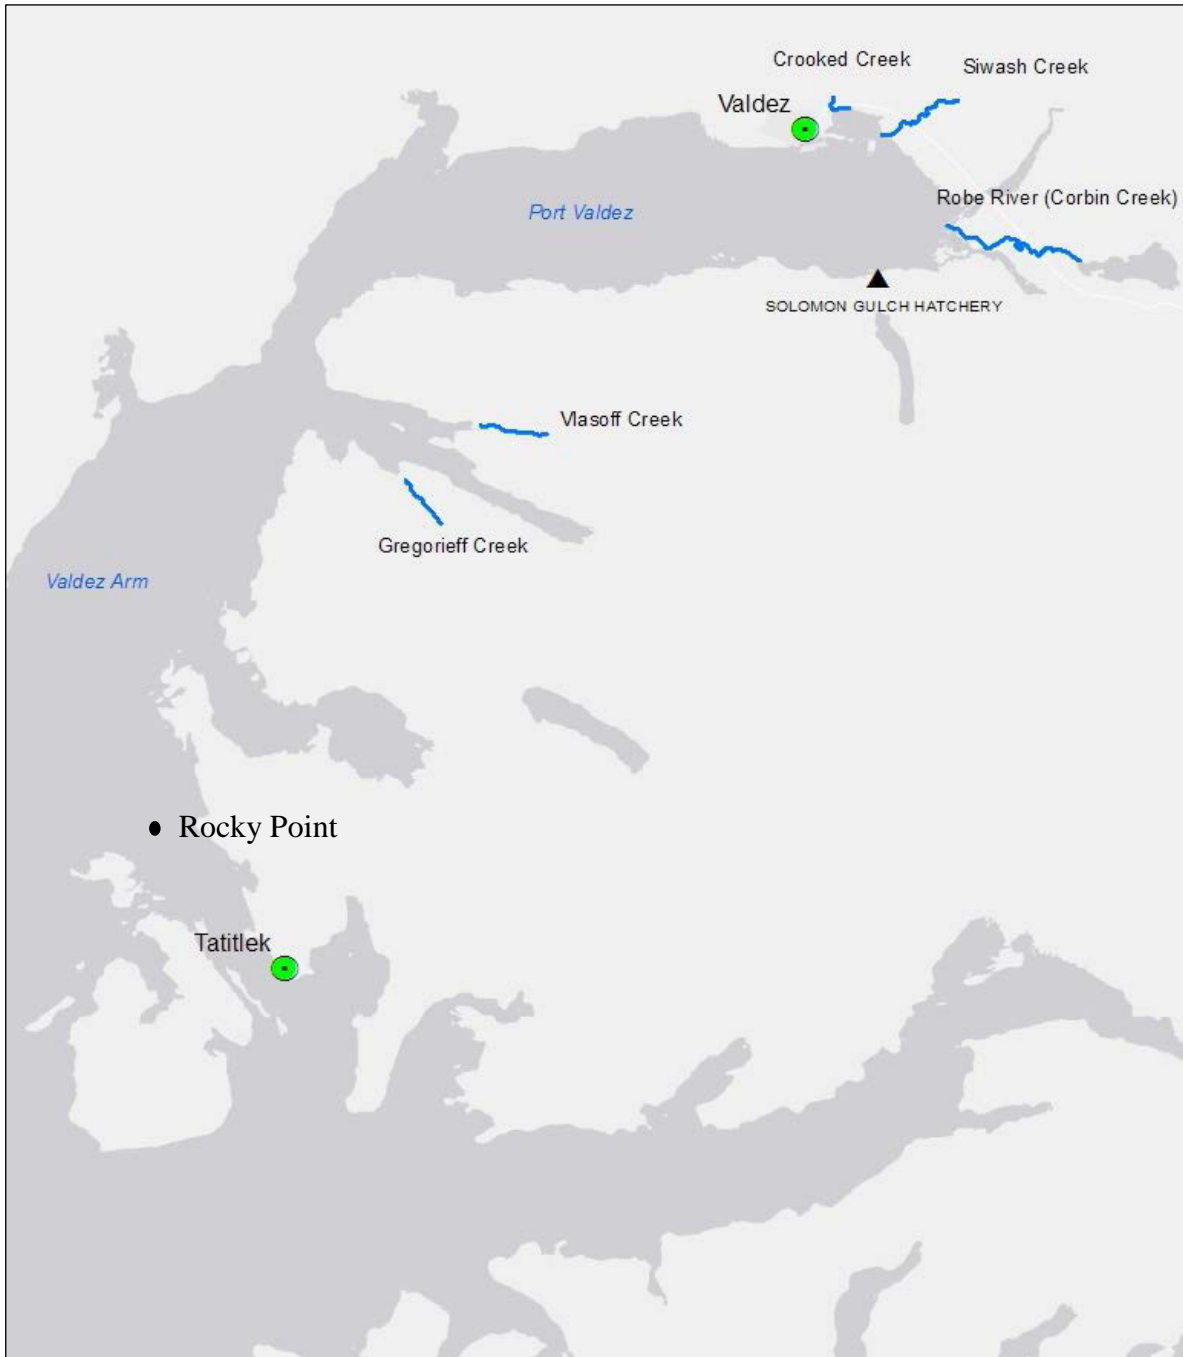 Crooked Creek
Siwash Creek
Valdez
Robe River (Corbin Creek)
Port Valdez
SOLOMON GULCH HATCHERY
Vlasoff Creek
Gregorieff Creek
Valdez Arm
Rocky Point
Tatitlek